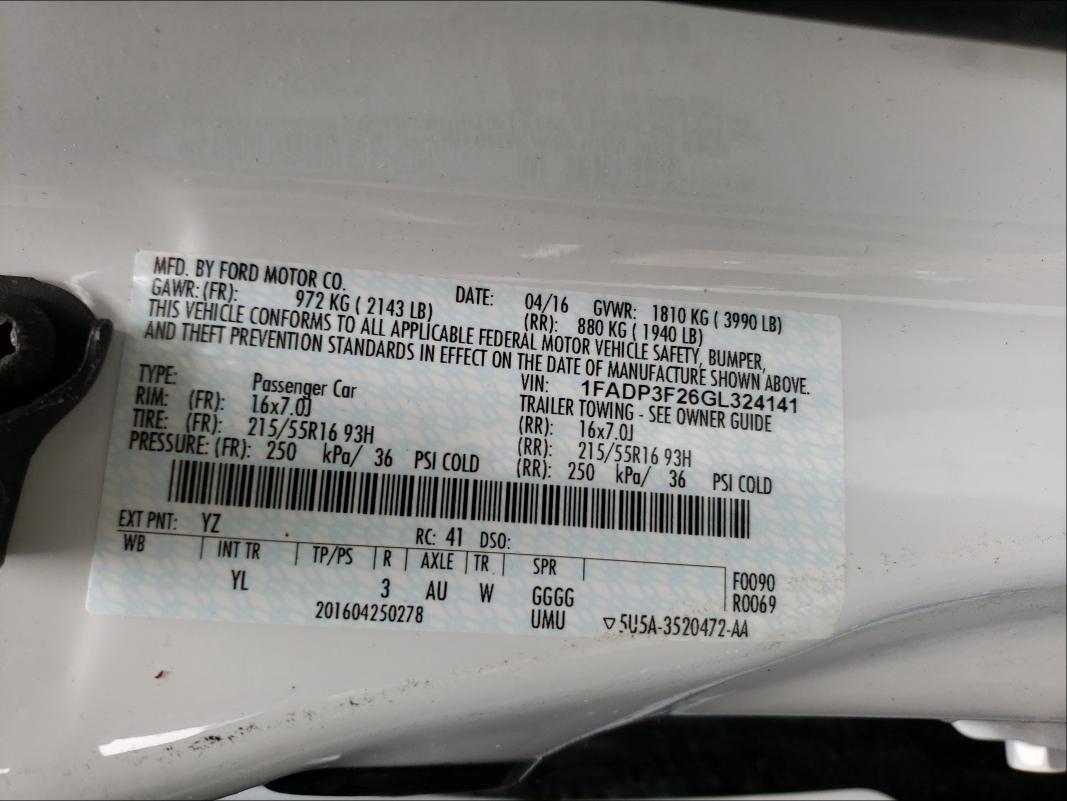 MFD. BY FORD MOTOR CO. DATE: 04/16 GVWR: 1810 KG ( 3990 LB)
GAWR: (FR): 972 KG ( 2143 LB) (RR): 880 KG ( 1940 LB)
THIS VEHICLE CONFORMS TO ALL APPLICABLE FEDERAL MOTOR VEHICLE SAFETY, BUMPER,
AND THEFT PREVENTION STANDARDS IN EFFECT ON THE DATE OF MANUFACTURE SHOWN ABOVE.
VIN: 1FADP3F26GL324141
TYPE: Passenger Car TRAILER TOWING - SEE OWNER GUIDE
RIM: (FR): 16x7.0J (RR): 16x7.0J
TIRE: (FR): 215/55R16 93H (RR): 215/55R16 93H
PRESSURE: (FR): 250 kPa/ 36 PSI COLD (RR): 250 kPa/ 36 PSI COLD
EXT PNT: YZ RC: 41 DSO:
WB INT TR TP/PS R AXLE TR SPR F0090
YL 3 AU W GGGG R0069
201604250278 UMU ▽5U5A-3520472-AA